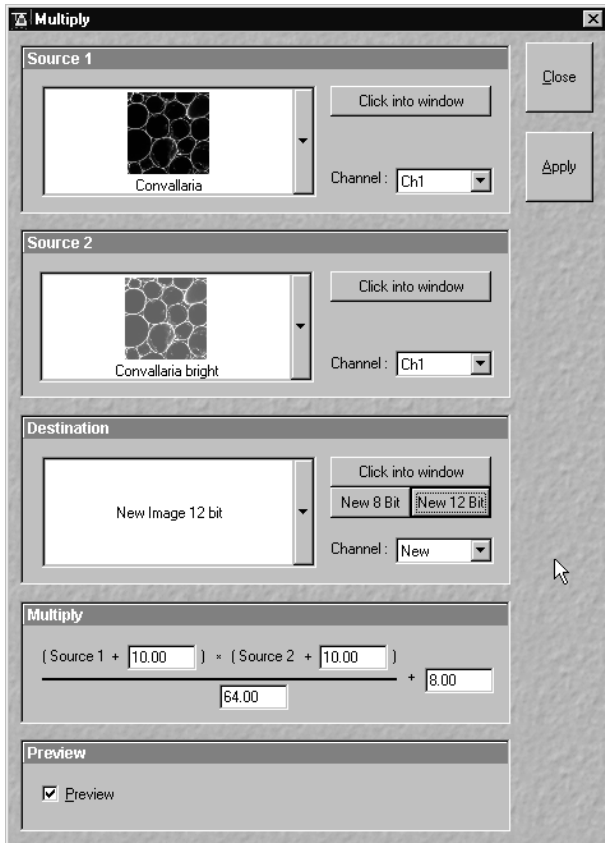 Multiply
Source 1
Close
Click into window
Apply
Convallaria
Channel : Ch1
Source 2
Click into window
Convallaria bright
Channel : Ch1
Destination
Click into window
New Image 12 bit
New 8 Bit New 12 Bit
Channel : New
Multiply
( Source 1 + 10.00 ) × ( Source 2 + 10.00 )
+ 8.00
64.00
Preview
Preview